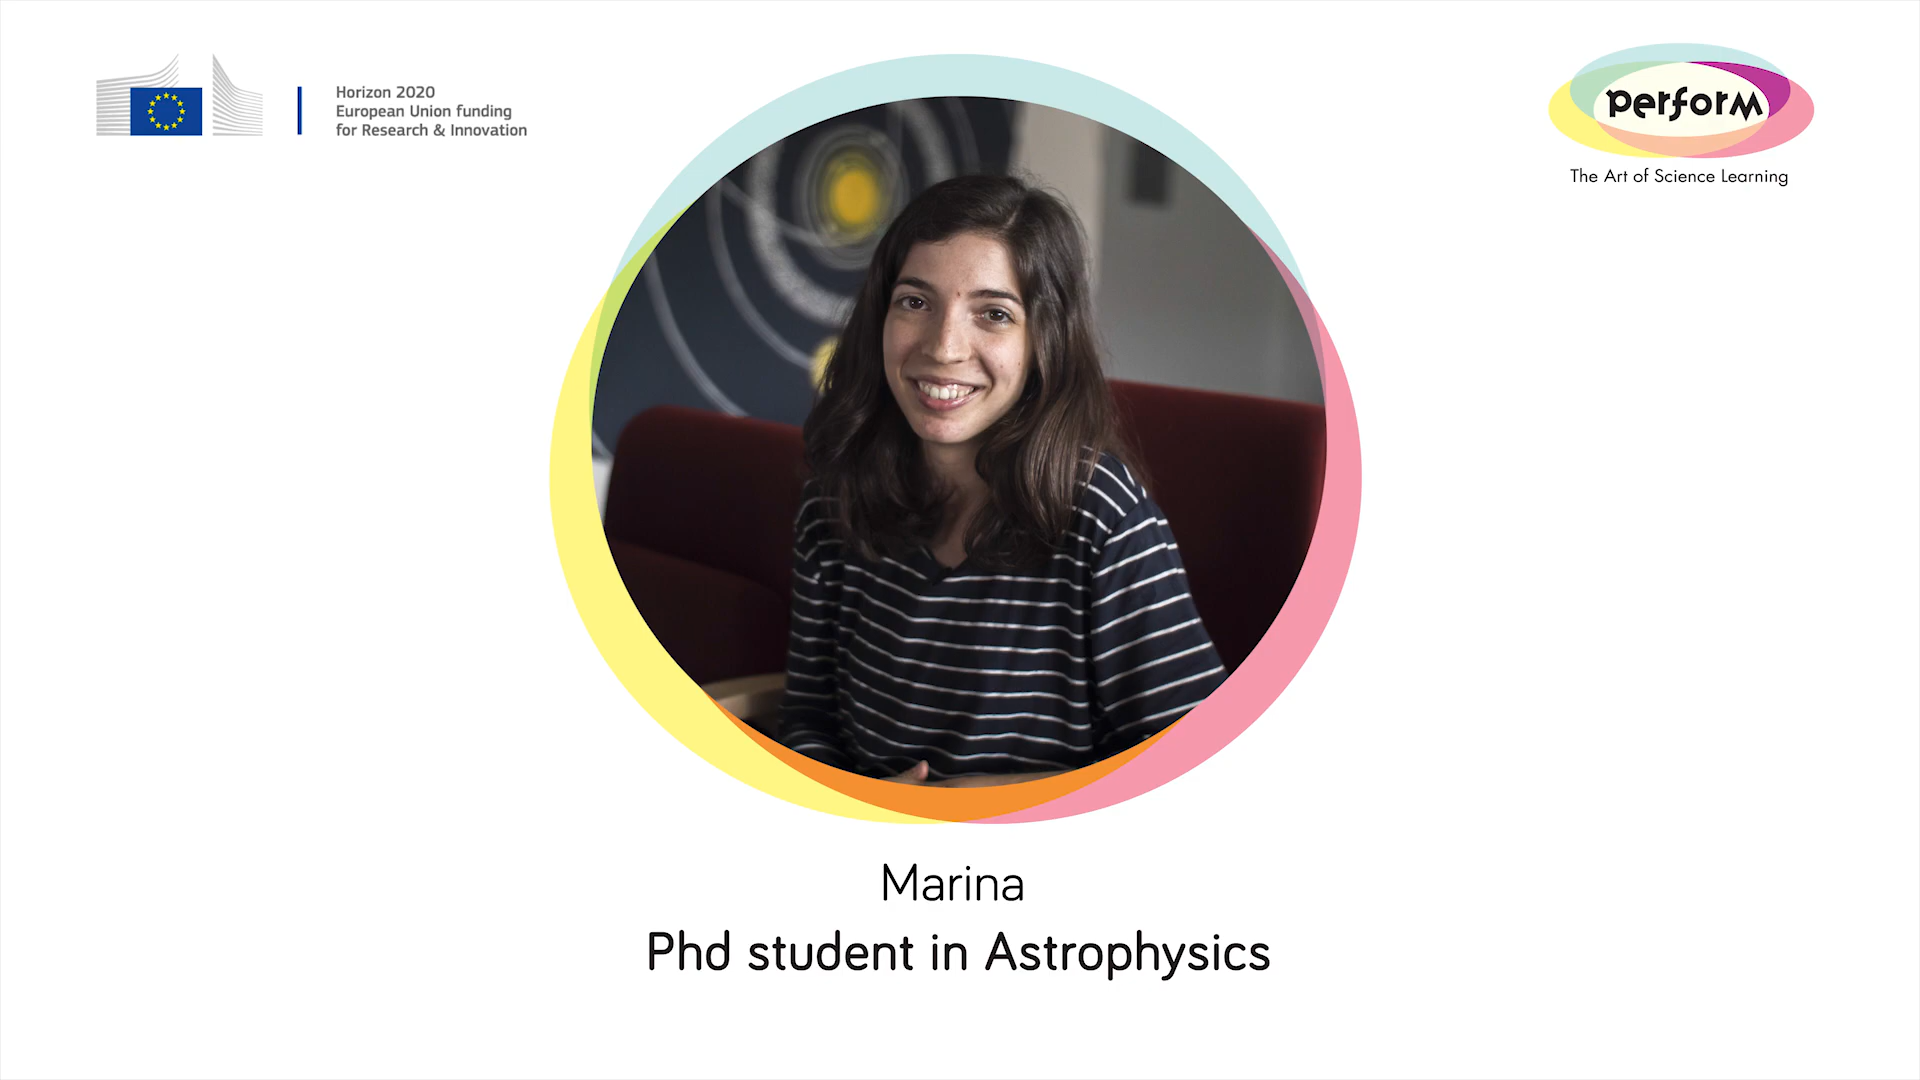 Horizon 2020
European Union funding
for Research & Innovation
perform
The Art of Science Learning
Marina
Phd student in Astrophysics